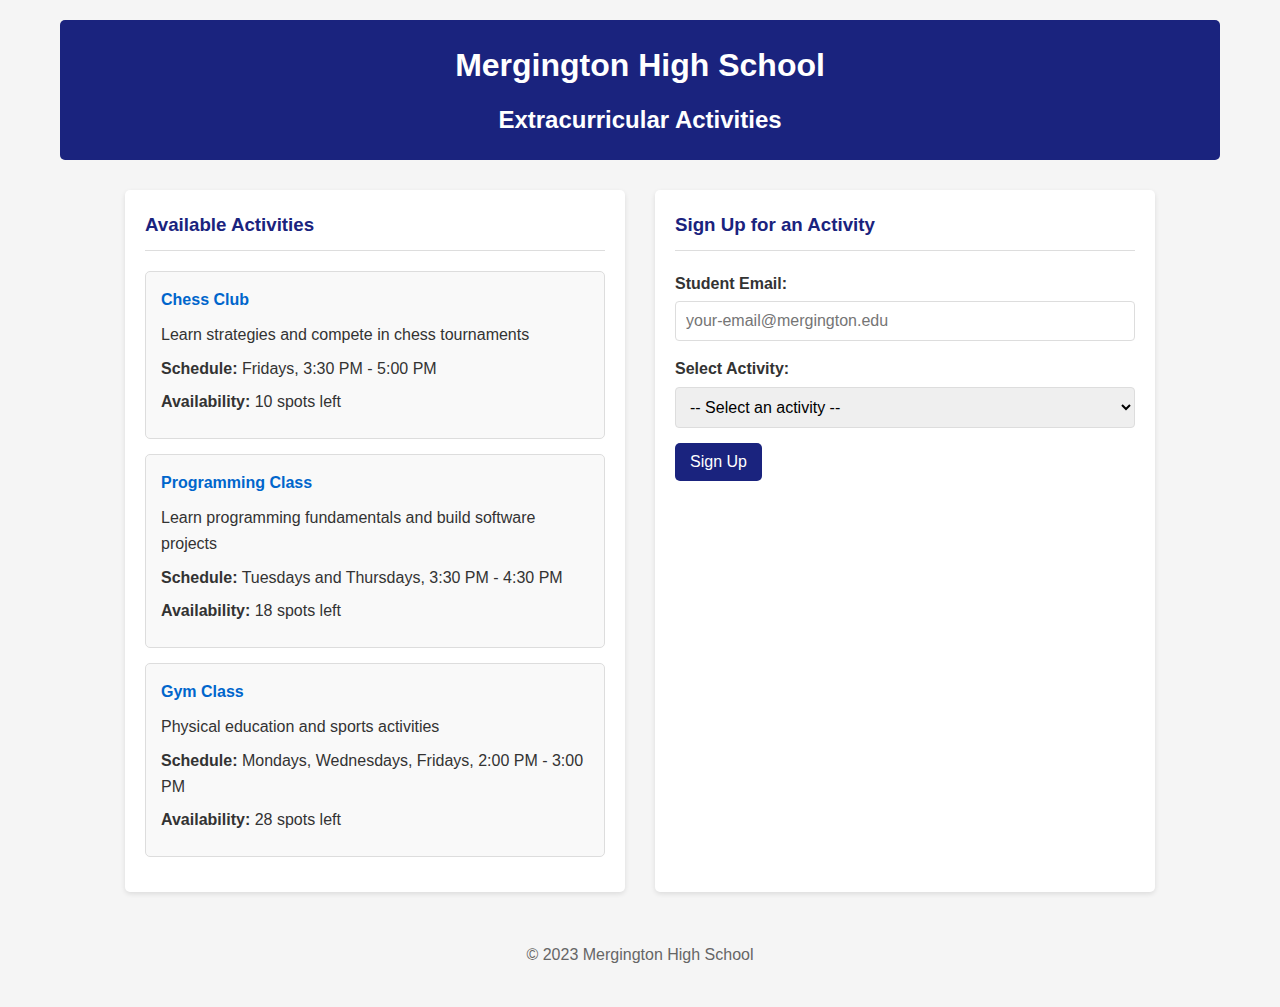 Mergington High School
Extracurricular Activities
Available Activities
Chess Club
Learn strategies and compete in chess tournaments
Schedule: Fridays, 3:30 PM - 5:00 PM
Availability: 10 spots left
Programming Class
Learn programming fundamentals and build software
projects
Schedule: Tuesdays and Thursdays, 3:30 PM - 4:30 PM
Availability: 18 spots left
Gym Class
Physical education and sports activities
Schedule: Mondays, Wednesdays, Fridays, 2:00 PM - 3:00
PM
Availability: 28 spots left
Sign Up for an Activity
Student Email:
your-email@mergington.edu
Select Activity:
-- Select an activity --
Sign Up
© 2023 Mergington High School